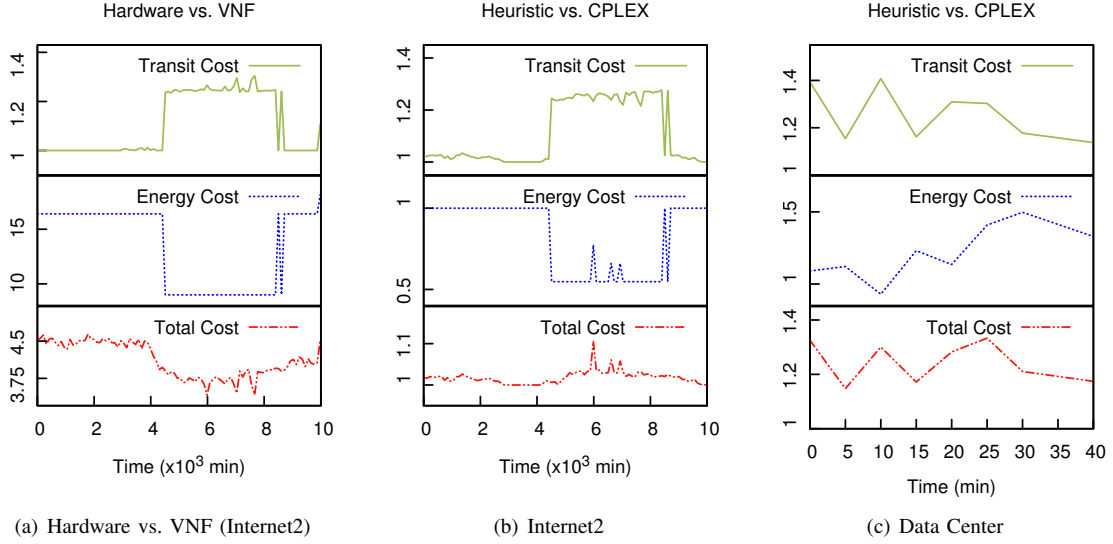 Hardware vs. VNF
1.4
Transit Cost
1.2
1
Energy Cost
15
10
Total Cost
4.5
3.75
0 2 4 6 8 10
Time (x10³ min)
(a) Hardware vs. VNF (Internet2)
Heuristic vs. CPLEX
1.4
Transit Cost
1.2
1
Energy Cost
1
0.5
Total Cost
1.1
1
0 2 4 6 8 10
Time (x10³ min)
(b) Internet2
Heuristic vs. CPLEX
Transit Cost
1.4
1.2
1
Energy Cost
1.5
1
Total Cost
1.4
1.2
1
0 5 10 15 20 25 30 35 40
Time (min)
(c) Data Center